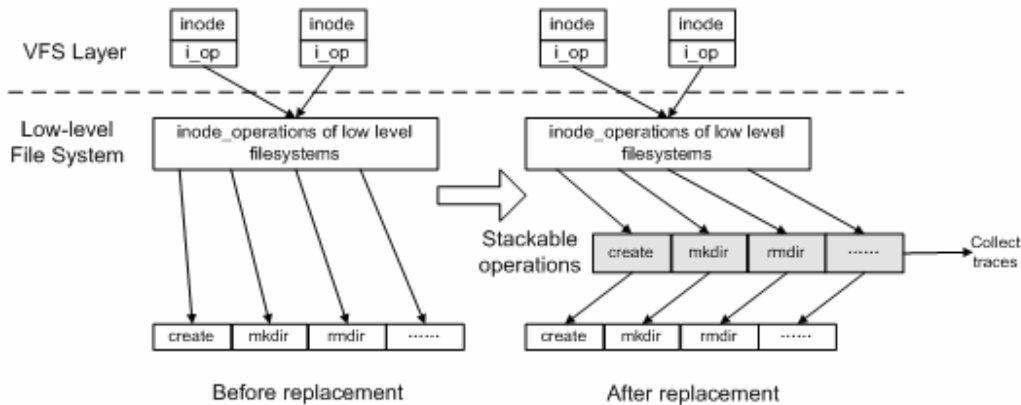 VFS Layer
inode
i_op
inode
i_op
inode
i_op
inode
i_op
Low-level
File System
inode_operations of low level
filesystems
inode_operations of low level
filesystems
Stackable
operations
create
mkdir
rmdir
......
Collect
traces
create
mkdir
rmdir
......
create
mkdir
rmdir
......
Before replacement
After replacement